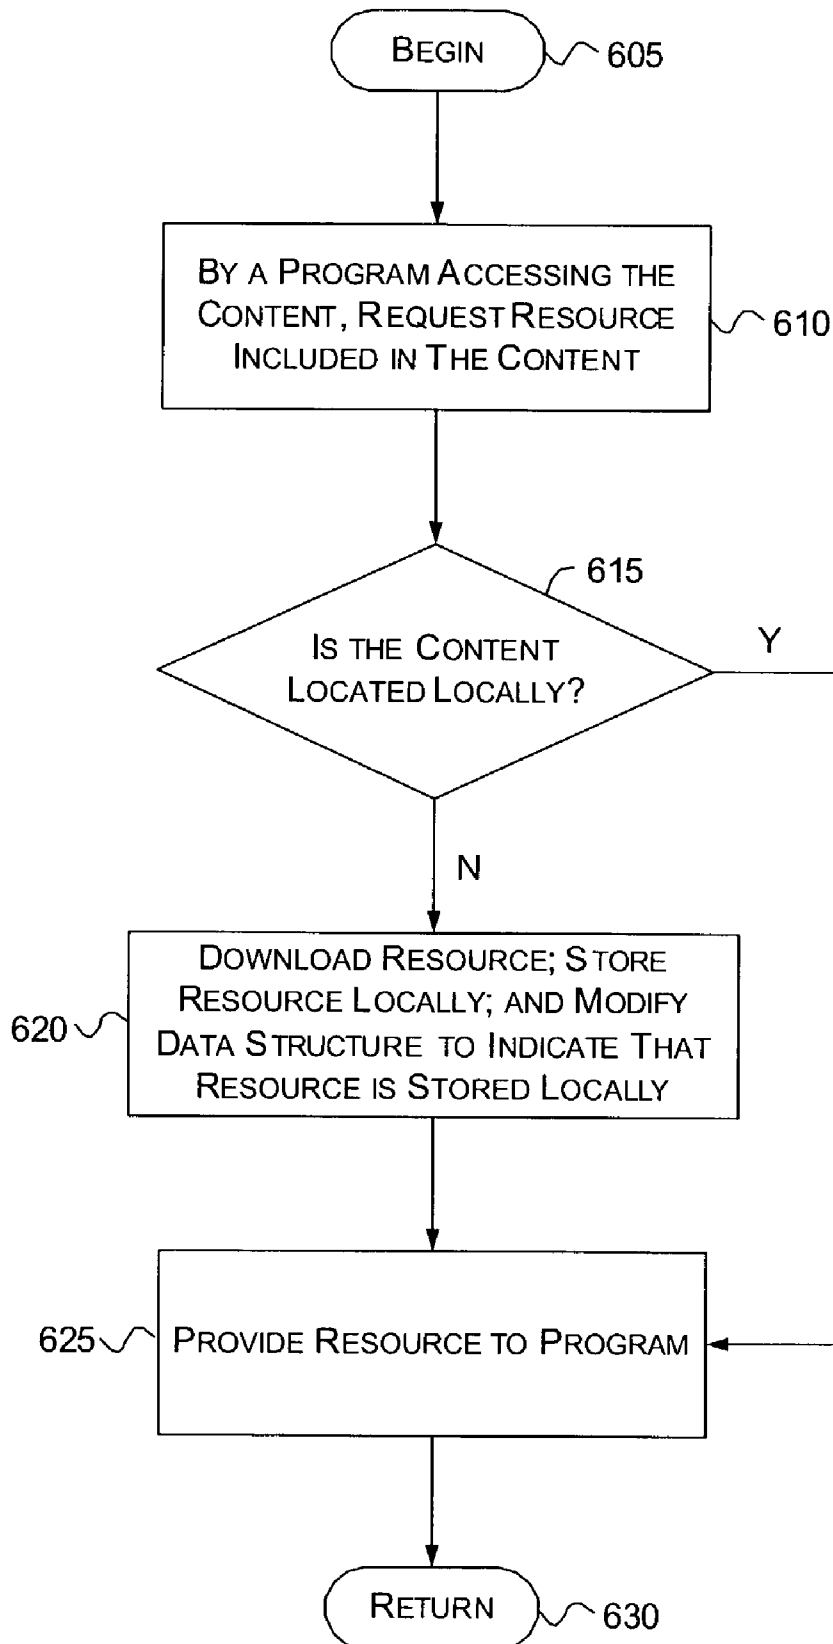 BEGIN
605
BY A PROGRAM ACCESSING THE
CONTENT, REQUEST RESOURCE
INCLUDED IN THE CONTENT
610
615
IS THE CONTENT
LOCATED LOCALLY?
Y
N
DOWNLOAD RESOURCE; STORE
RESOURCE LOCALLY; AND MODIFY
DATA STRUCTURE TO INDICATE THAT
RESOURCE IS STORED LOCALLY
620
625
PROVIDE RESOURCE TO PROGRAM
RETURN
630